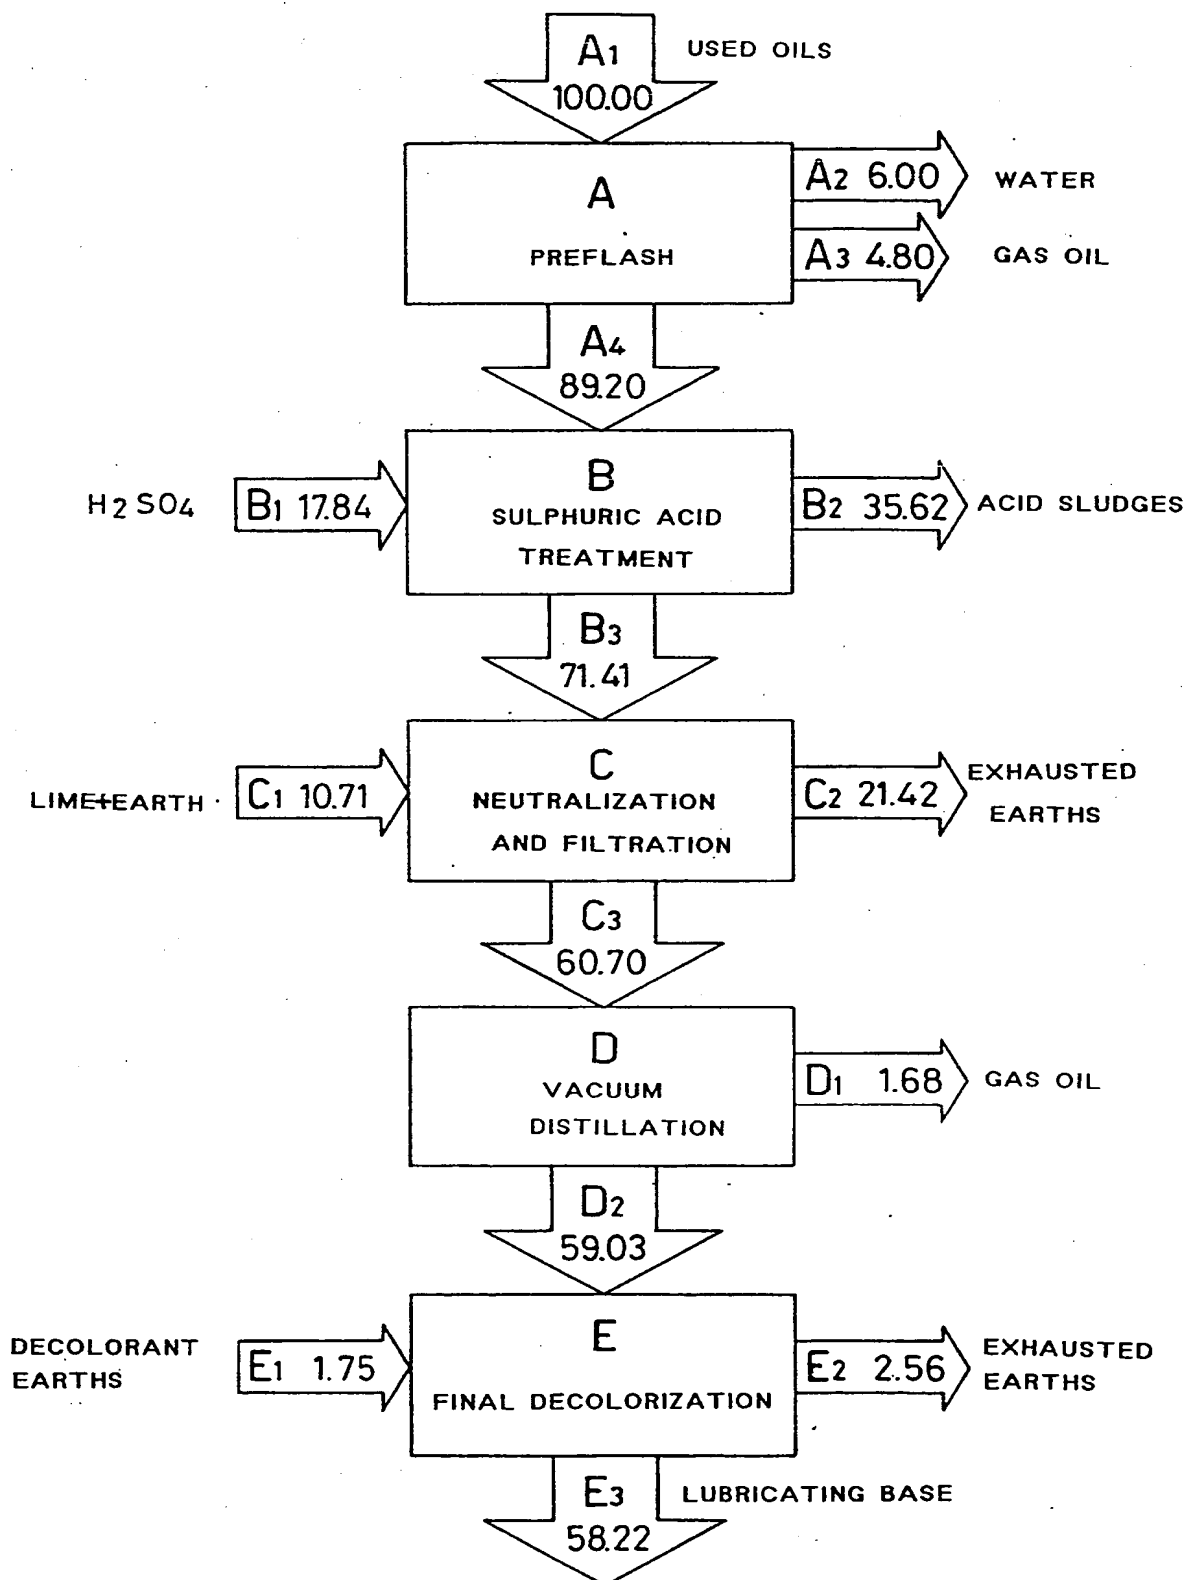 A1 USED OILS
100.00
A
PREFLASH
A2 6.00 WATER
A3 4.80 GAS OIL
A4
89.20
H2SO4 B1 17.84
B
SULPHURIC ACID
TREATMENT
B2 35.62 ACID SLUDGES
B3
71.41
LIME+EARTH C1 10.71
C
NEUTRALIZATION
AND FILTRATION
C2 21.42
EXHAUSTED
EARTHS
C3
60.70
D
VACUUM
DISTILLATION
D1 1.68 GAS OIL
D2
59.03
DECOLORANT
EARTHS
E1 1.75
E
FINAL DECOLORIZATION
E2 2.56
EXHAUSTED
EARTHS
E3 LUBRICATING BASE
58.22